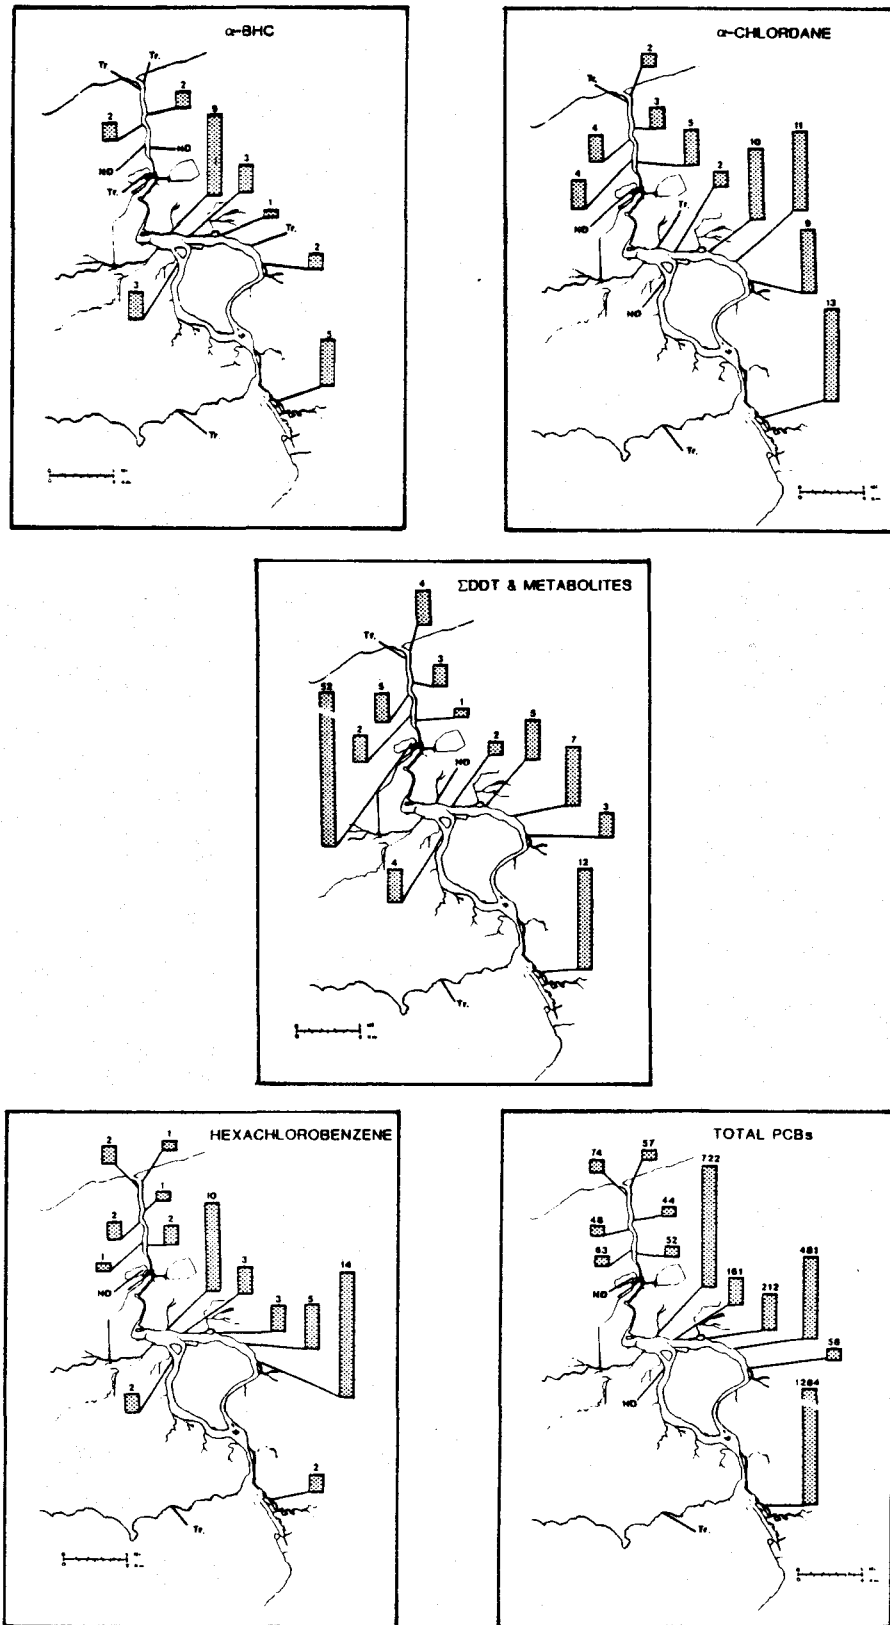 α-BHC
Tr.
Tr.
2
2
9
ND
ND
3
Tr.
1
Tr.
2
3
5
Tr.
α-CHLORDANE
2
Tr.
3
4
5
11
10
4
2
ND
Tr.
9
ND
13
Tr.
ΣDDT & METABOLITES
4
Tr.
3
52
5
1
2
5
2
7
ND
3
4
12
Tr.
HEXACHLOROBENZENE
1
2
1
2
2
10
1
3
14
ND
3
5
2
2
Tr.
TOTAL PCBs
57
74
722
44
48
52
63
481
161
ND
212
58
ND
1284
Tr.